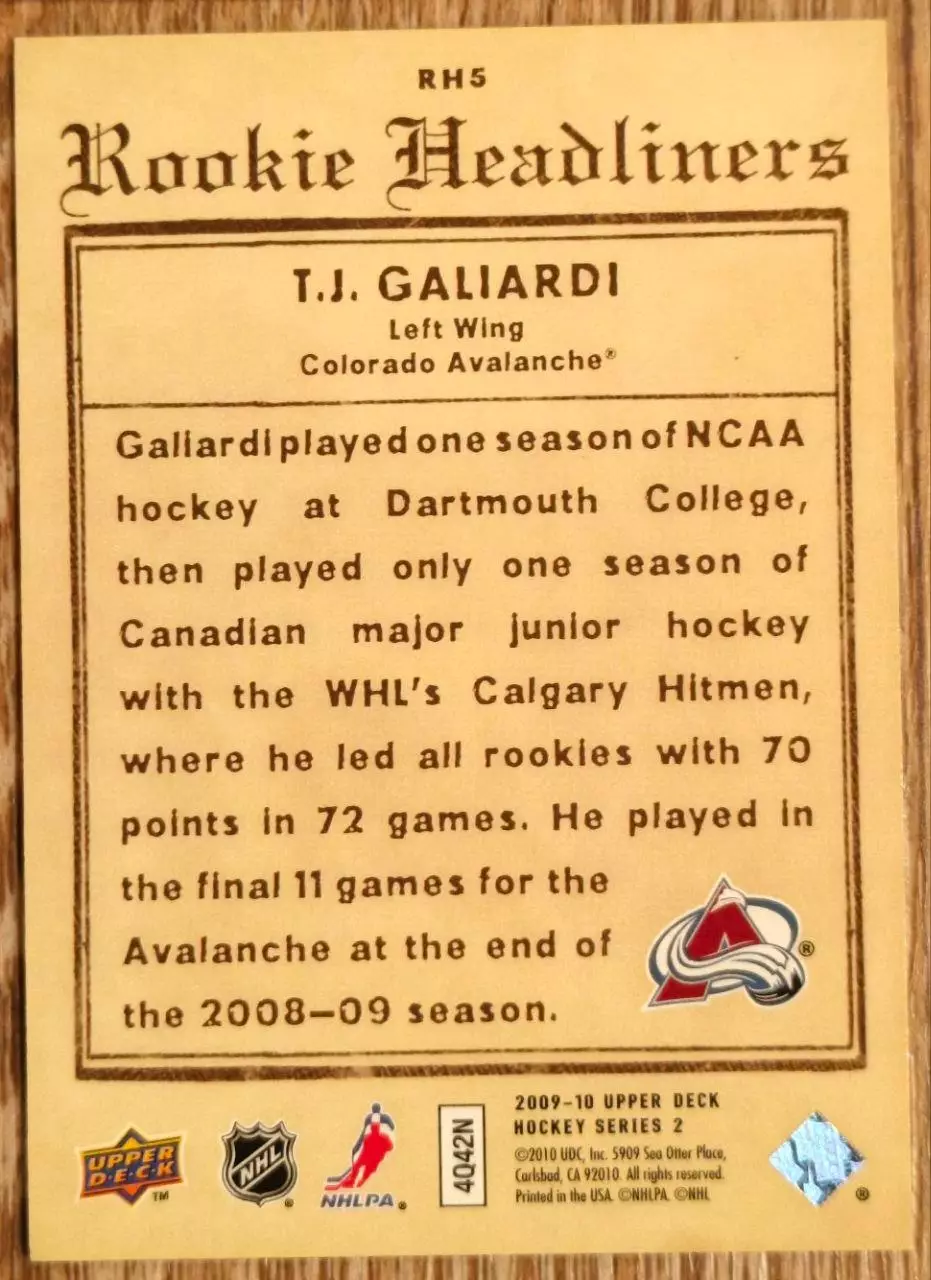 RH5
Rookie Headliners
T.J. GALIARDI
Left Wing
Colorado Avalanche®
Galiardi played one season of NCAA
hockey at Dartmouth College,
then played only one season of
Canadian major junior hockey
with the WHL's Calgary Hitmen,
where he led all rookies with 70
points in 72 games. He played in
the final 11 games for the
Avalanche at the end of
the 2008–09 season.
®
UPPER
D·E·C·K
TM
NHL
®
NHLPA®
4Q42N
2009-10 UPPER DECK
HOCKEY SERIES 2
©2010 UDC, Inc. 5909 Sea Otter Place,
Carlsbad, CA 92010. All rights reserved.
Printed in the USA. ©NHLPA. ©NHL
®